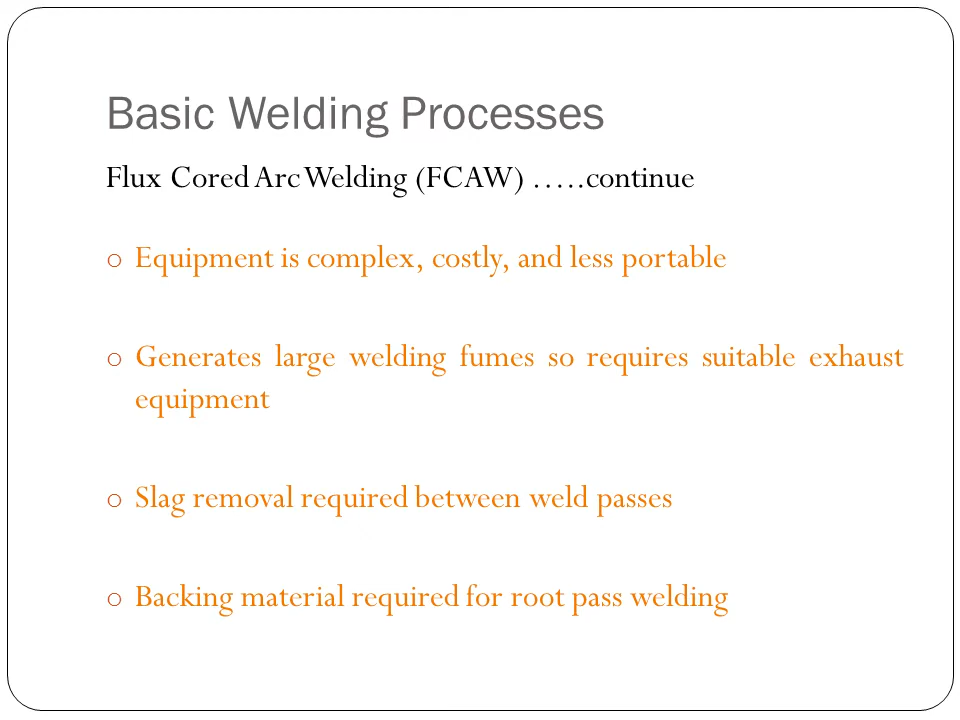 Basic Welding Processes
Flux Cored Arc Welding (FCAW) …..continue
o Equipment is complex, costly, and less portable
o Generates large welding fumes so requires suitable exhaust
equipment
o Slag removal required between weld passes
o Backing material required for root pass welding